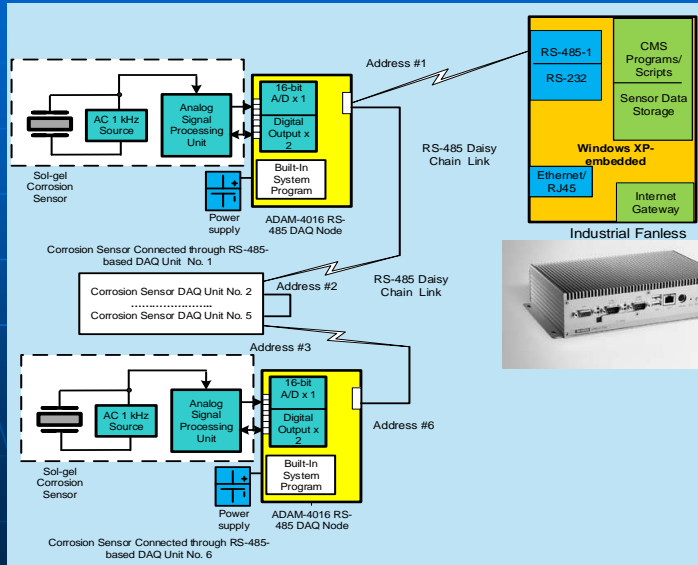 Address #1
RS-485-1
RS-232
CMS
Programs/
Scripts
Sensor Data
Storage
Windows XP-
embedded
Ethernet/
RJ45
Internet
Gateway
Industrial Fanless
AC 1 kHz
Source
Analog
Signal
Processing
Unit
16-bit
A/D x 1
Digital
Output x
2
Built-In
System
Program
Sol-gel
Corrosion
Sensor
Power
supply
ADAM-4016 RS-
485 DAQ Node
RS-485 Daisy
Chain Link
Corrosion Sensor Connected through RS-485-
based DAQ Unit No. 1
Corrosion Sensor DAQ Unit No. 2
........................
Corrosion Sensor DAQ Unit No. 5
Address #2
RS-485 Daisy
Chain Link
Address #3
AC 1 kHz
Source
Analog
Signal
Processing
Unit
16-bit
A/D x 1
Digital
Output x
2
Built-In
System
Program
Address #6
Sol-gel
Corrosion
Sensor
Power
supply
ADAM-4016 RS-
485 DAQ Node
Corrosion Sensor Connected through RS-485-
based DAQ Unit No. 6